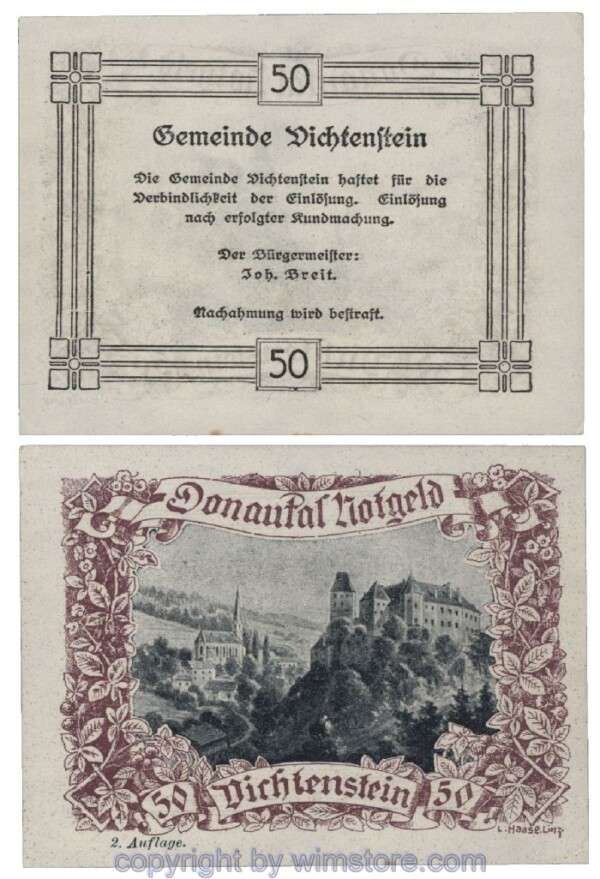 50
Gemeinde Vichtenstein
Die Gemeinde Vichtenstein haftet für die
Verbindlichkeit der Einlösung. Einlösung
nach erfolgter Kundmachung.
Der Bürgermeister:
Joh. Breit.
Nachahmung wird bestraft.
50
Donautal Notgeld
50 Vichtenstein 50
L. Haase Linz
2. Auflage.
copyright by wimstore.com